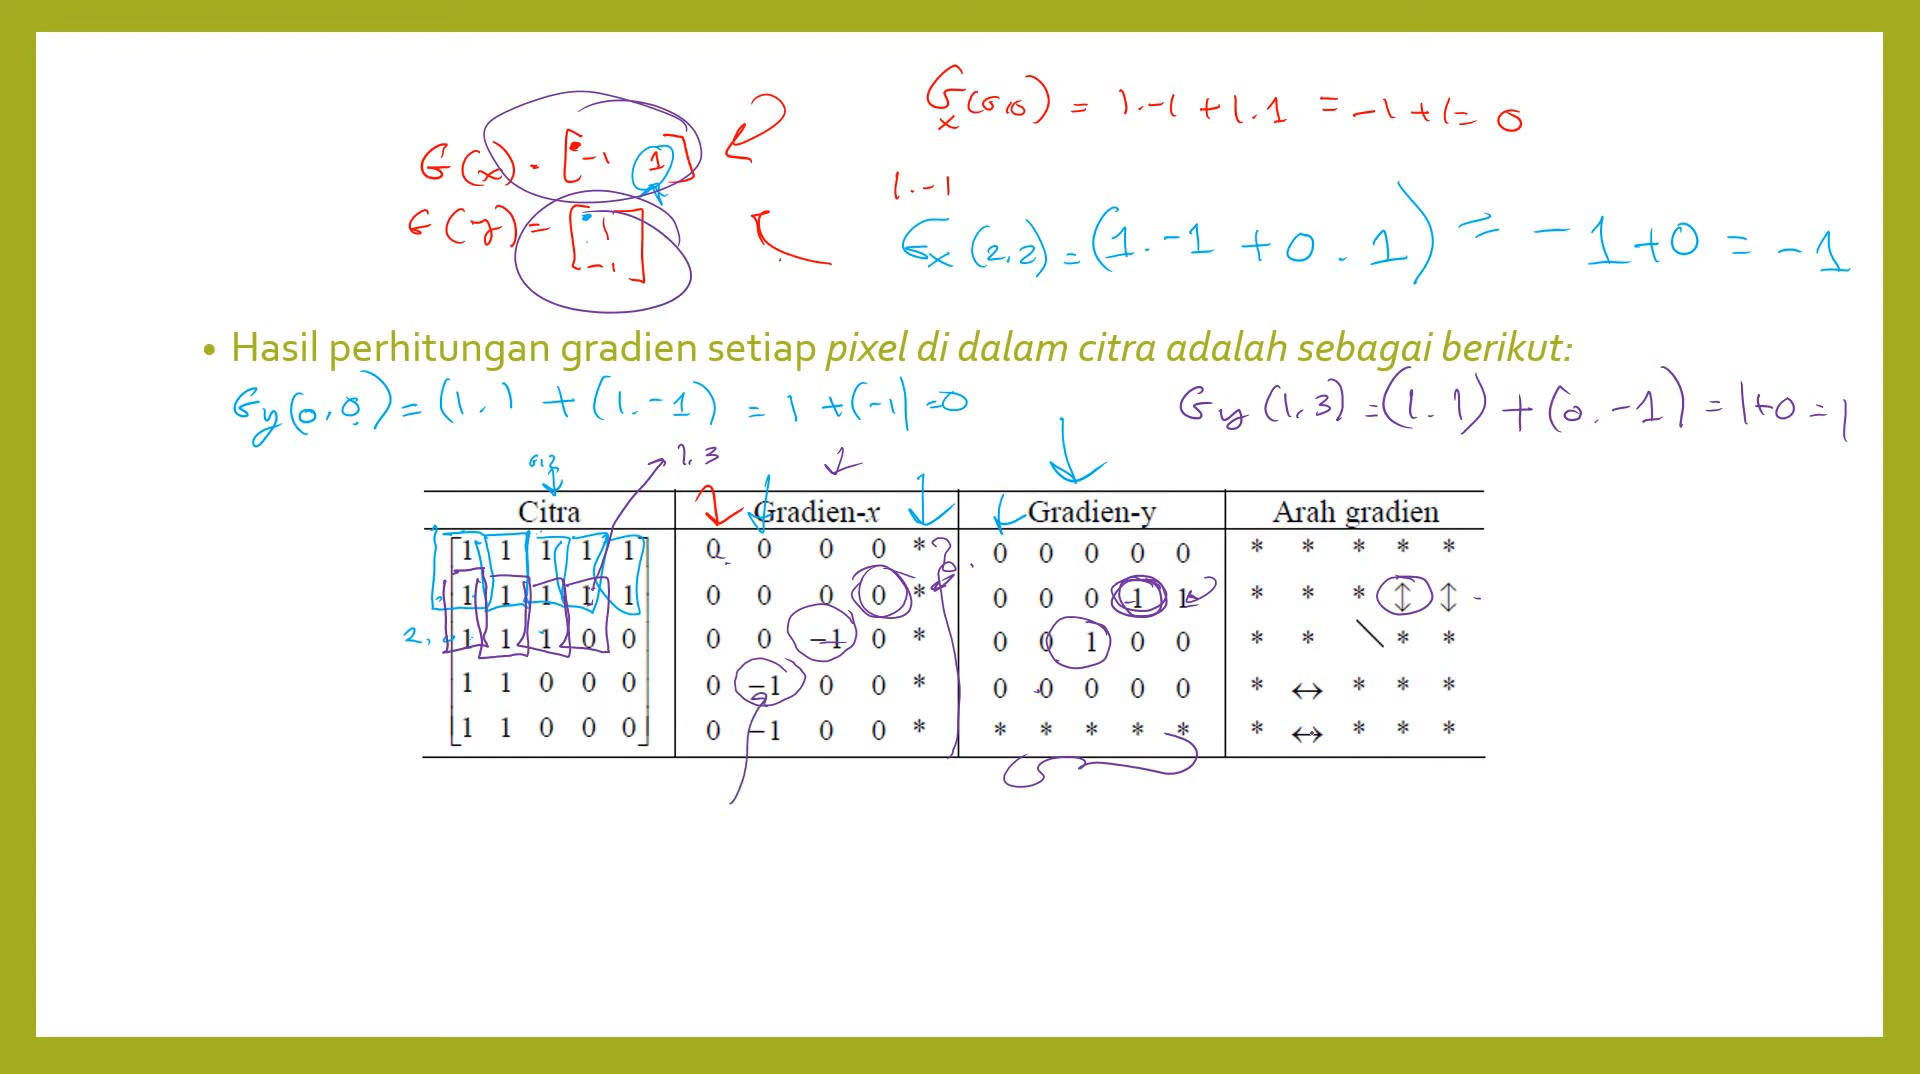 G(x) = [-1 1]
G(y) = [1 -1]
Gx(0,0) = 1.-1 + 1.1 = -1 + 1 = 0
1.-1
Gx(2,2) = (1.-1 + 0.1) = -1+0 = -1
• Hasil perhitungan gradien setiap pixel di dalam citra adalah sebagai berikut:
Gy(0,0) = (1.1 + (1.-1) = 1 + (-1) = 0
Gy(1,3) = (1.1) + (0.-1) = 1+0 = 1
1,3
Citra Gradien-x Gradien-y Arah gradien
1 1 1 1 1 0 0 0 0 * 0 0 0 0 0 * * * * *
1 1 1 1 1 0 0 0 0 * 0 0 0 1 1 * * * ↕ ↕
2, 1 1 1 0 0 0 0 −1 0 * 0 0 1 0 0 * * \ * *
1 1 0 0 0 0 −1 0 0 * 0 0 0 0 0 * ↔ * * *
1 1 0 0 0 0 −1 0 0 * * * * * * * ↔ * * *